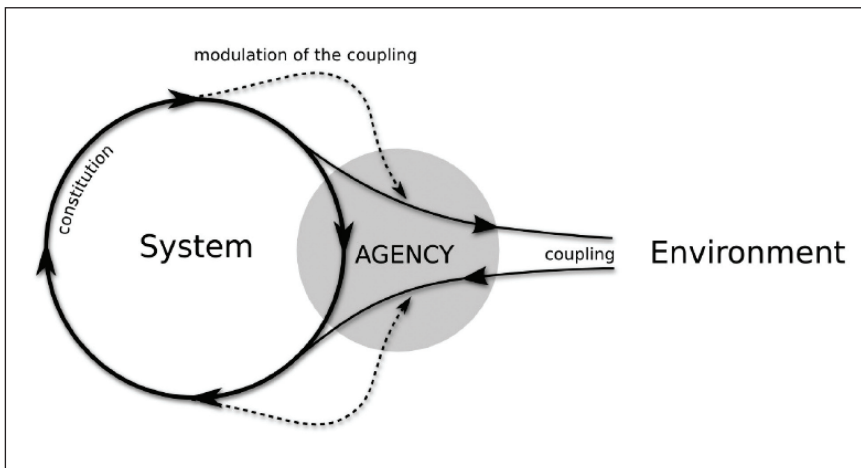 modulation of the coupling
constitution
System
AGENCY
coupling
Environment